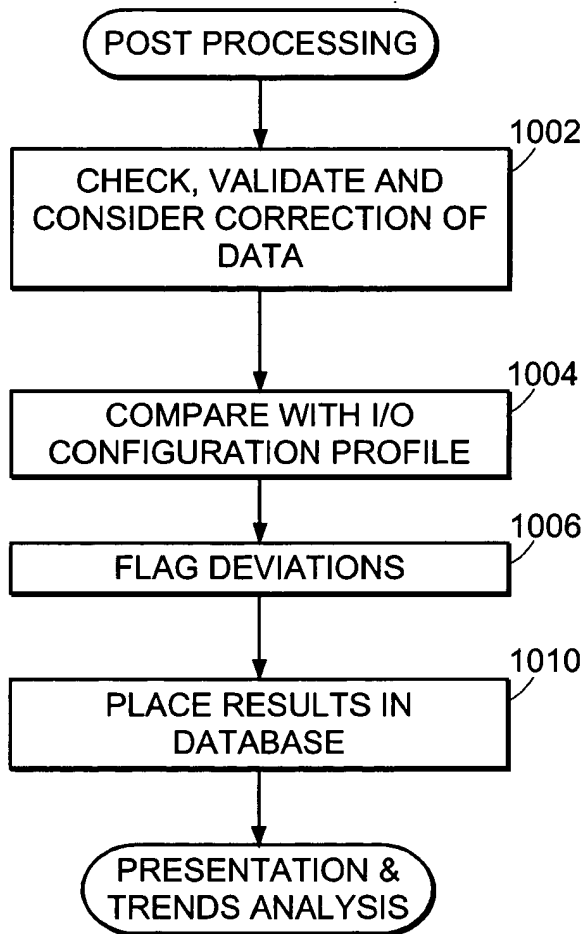 POST PROCESSING
1002
CHECK, VALIDATE AND
CONSIDER CORRECTION OF
DATA
1004
COMPARE WITH I/O
CONFIGURATION PROFILE
1006
FLAG DEVIATIONS
1010
PLACE RESULTS IN
DATABASE
PRESENTATION &
TRENDS ANALYSIS